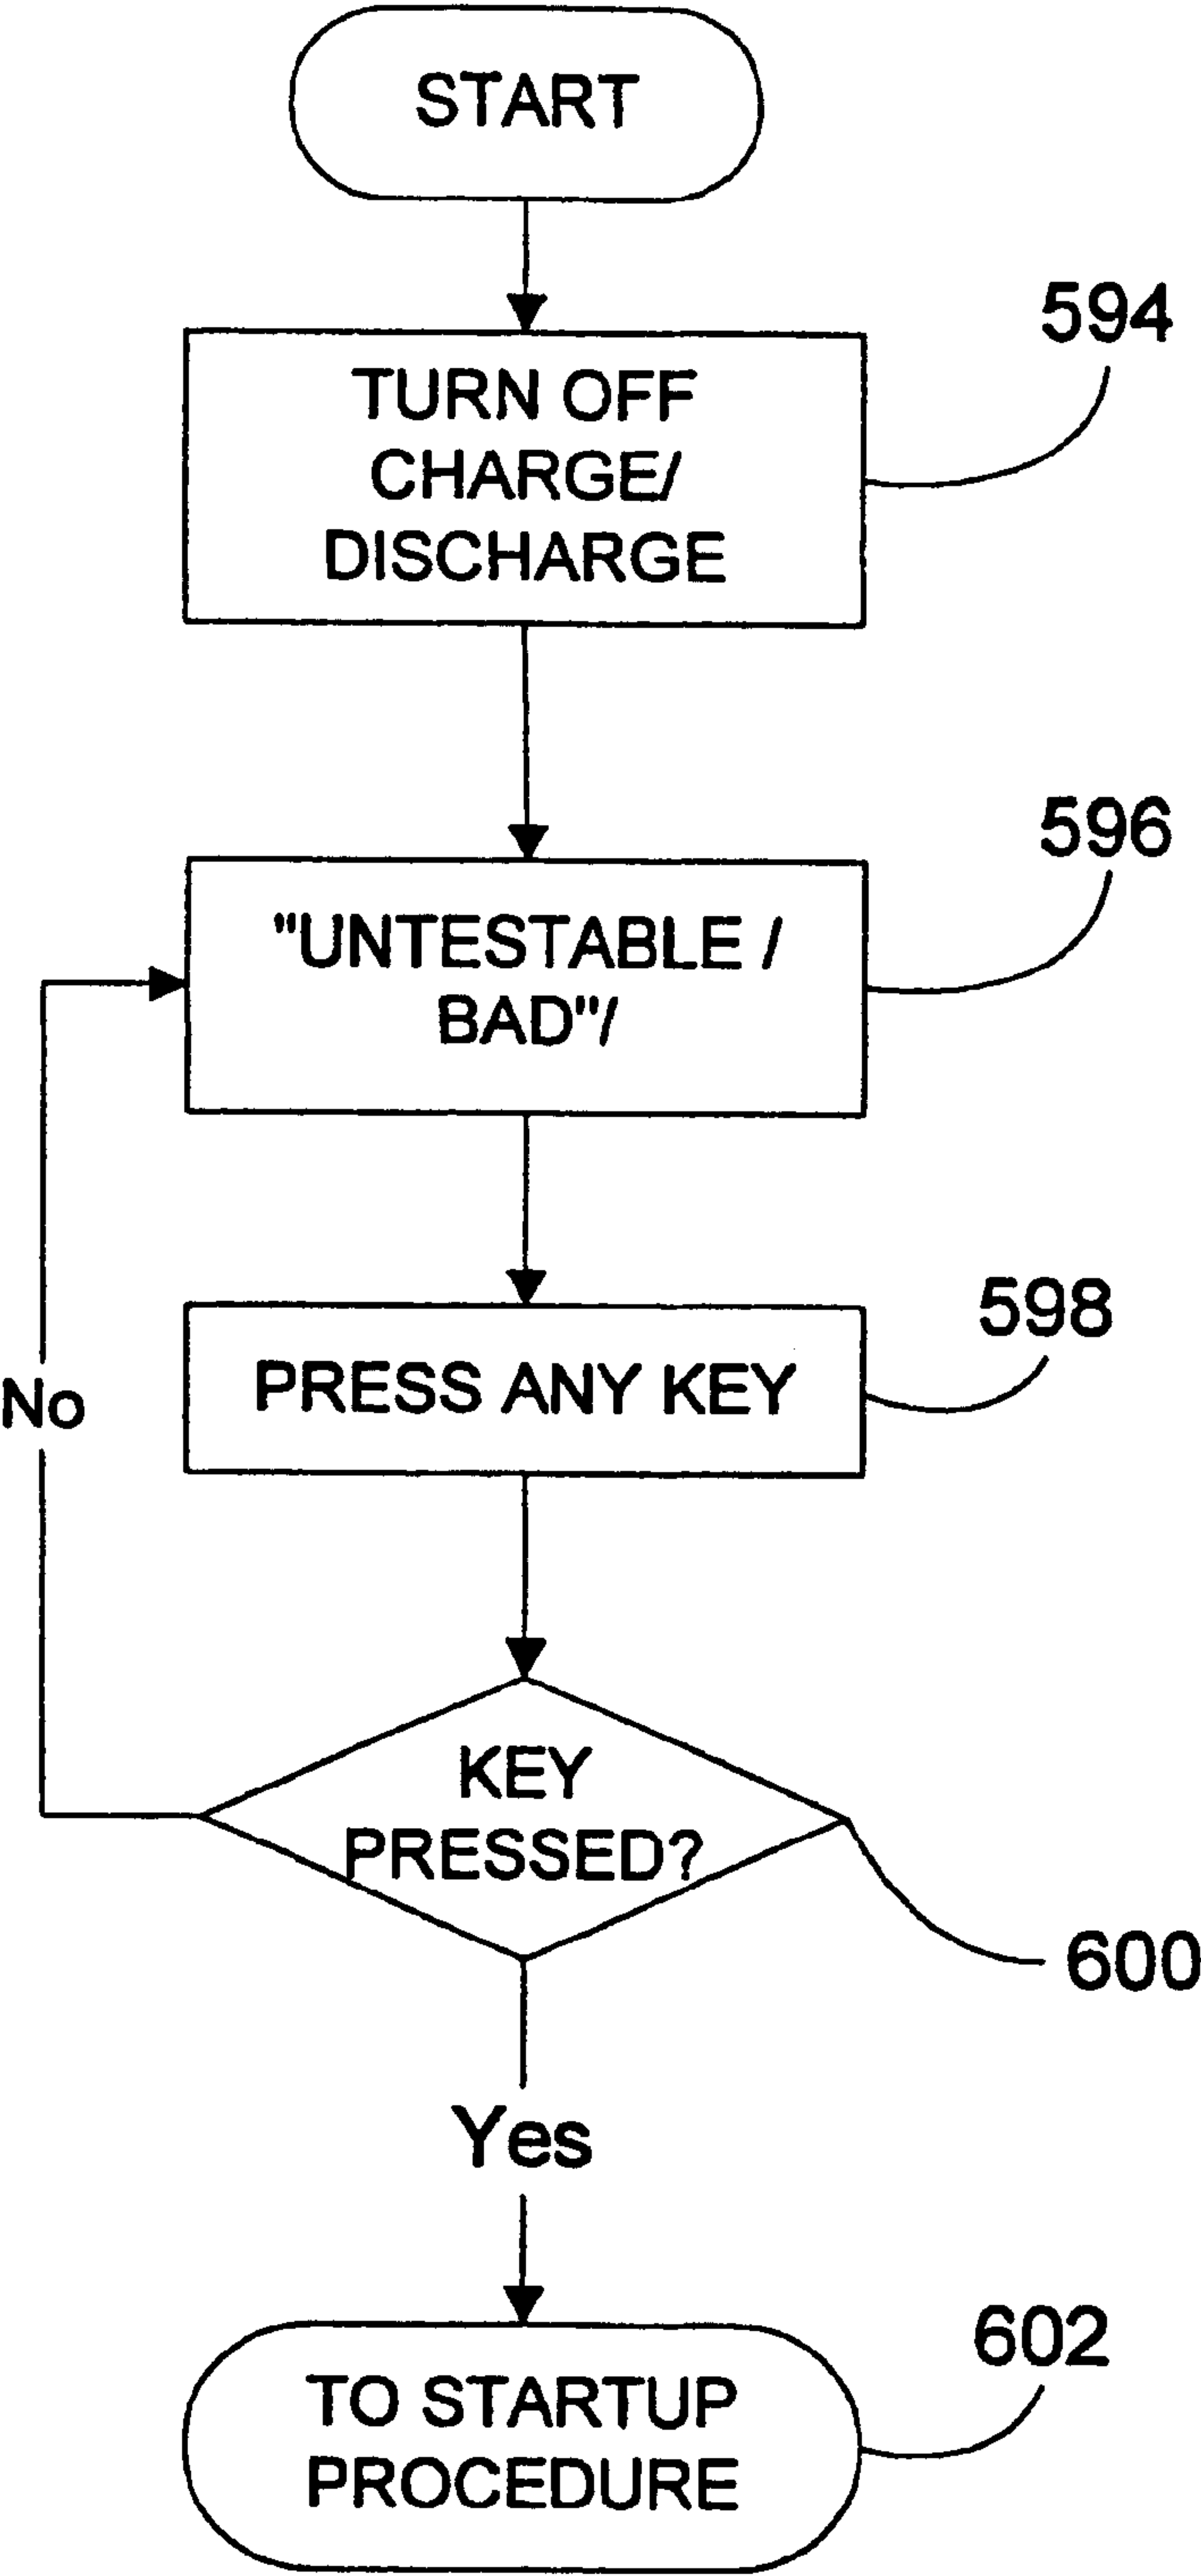 START
594
TURN OFF
CHARGE/
DISCHARGE
596
"UNTESTABLE /
BAD"/
598
PRESS ANY KEY
No
KEY
PRESSED?
600
Yes
602
TO STARTUP
PROCEDURE